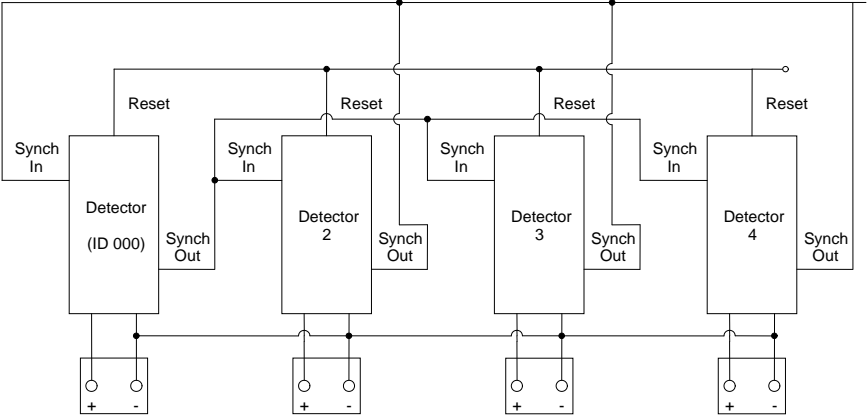 Reset
Reset
Reset
Reset
Synch
In
Synch
In
Synch
In
Synch
In
Detector
(ID 000)
Detector
2
Detector
3
Detector
4
Synch
Out
Synch
Out
Synch
Out
Synch
Out
+ -
+ -
+ -
+ -